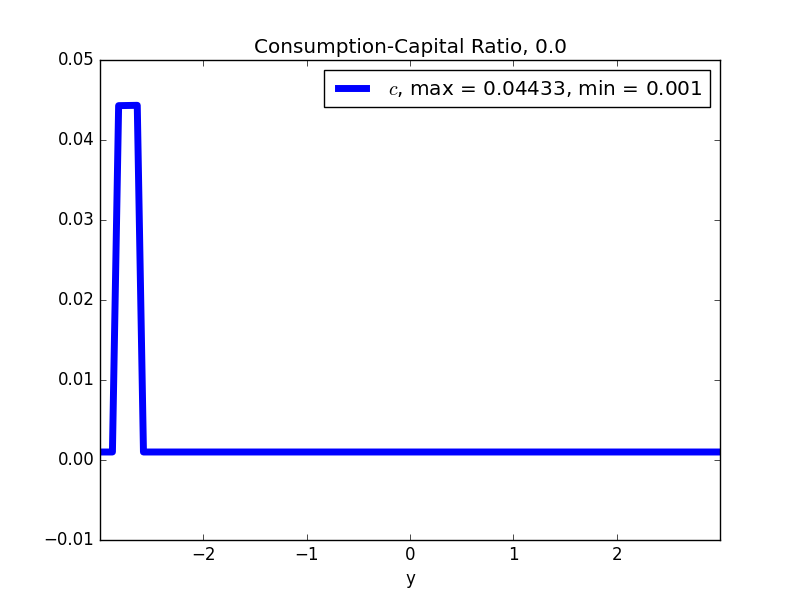 Consumption-Capital Ratio, 0.0
c, max = 0.04433, min = 0.001
0.05
0.04
0.03
0.02
0.01
0.00
−0.01
−2 −1 0 1 2
y